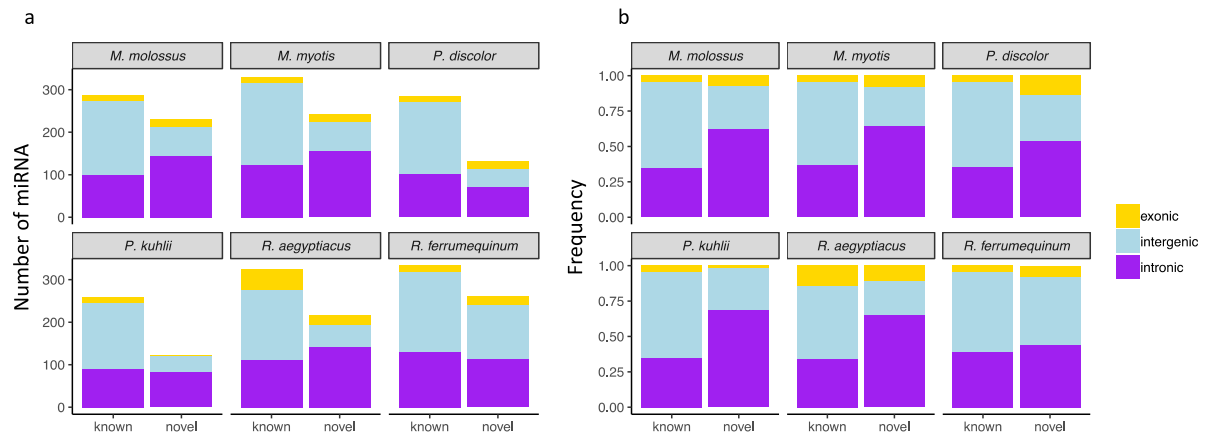 a
Number of miRNA
M. molossus M. myotis P. discolor
300
200
100
0
P. kuhlii R. aegyptiacus R. ferrumequinum
300
200
100
0
known novel known novel known novel
b
Frequency
M. molossus M. myotis P. discolor
1.00
0.75
0.50
0.25
0.00
P. kuhlii R. aegyptiacus R. ferrumequinum
1.00
0.75
0.50
0.25
0.00
known novel known novel known novel
exonic
intergenic
intronic